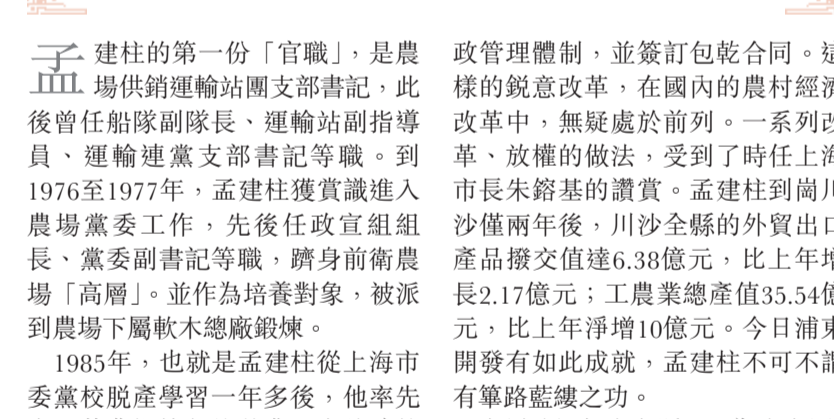 孟建柱的第一份「官職」，是農
場供銷運輸站團支部書記，此
後曾任船隊副隊長、運輸站副指導
員、運輸連黨支部書記等職。到
1976至1977年，孟建柱獲賞識進入
農場黨委工作，先後任政宣組組
長、黨委副書記等職，躋身前衛農
場「高層」。並作為培養對象，被派
到農場下屬軟木總廠鍛煉。
1985年，也就是孟建柱從上海市
委黨校脱產學習一年多後，他率先
政管理體制，並簽訂包乾合同。這
樣的鋭意改革，在國內的農村經濟
改革中，無疑處於前列。一系列改
革、放權的做法，受到了時任上海
市長朱鎔基的讚賞。孟建柱到崗川
沙僅兩年後，川沙全縣的外貿出口
產品撥交值達6.38億元，比上年增
長2.17億元；工農業總產值35.54億
元，比上年淨增10億元。今日浦東
開發有如此成就，孟建柱不可不謂
有篳路藍縷之功。